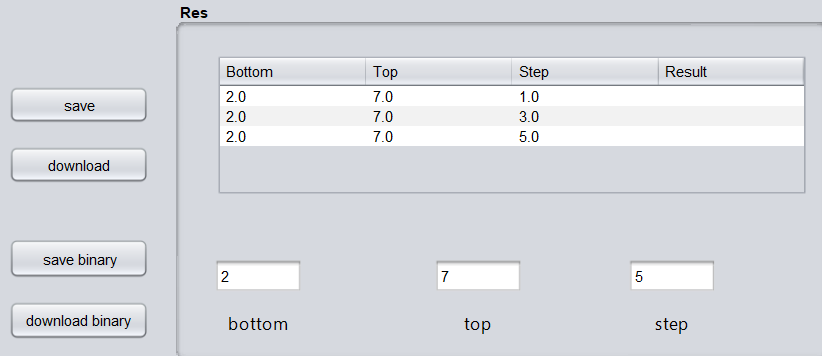 Res
Bottom Top Step Result
2.0 7.0 1.0
2.0 7.0 3.0
2.0 7.0 5.0
save
download
save binary
download binary
2 7 5
bottom top step